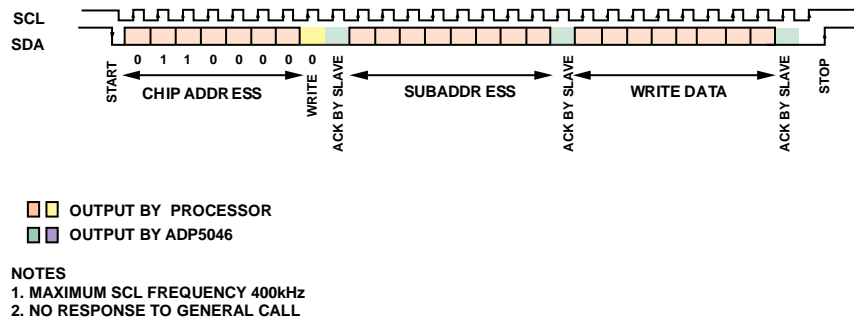 SCL
SDA
0 1 1 0 0 0 0 0
START
CHIP ADDRESS
WRITE
ACK BY SLAVE
SUBADDRESS
ACK BY SLAVE
WRITE DATA
ACK BY SLAVE
STOP
OUTPUT BY PROCESSOR
OUTPUT BY ADP5046
NOTES
1. MAXIMUM SCL FREQUENCY 400kHz
2. NO RESPONSE TO GENERAL CALL